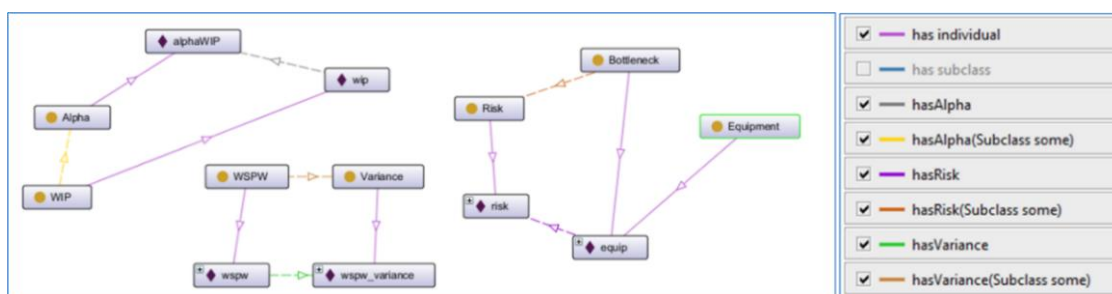 alphaWIP
wip
Alpha
WIP
WSPW
Variance
wspw
wspw_variance
Bottleneck
Risk
Equipment
risk
equip
has individual
has subclass
hasAlpha
hasAlpha(Subclass some)
hasRisk
hasRisk(Subclass some)
hasVariance
hasVariance(Subclass some)